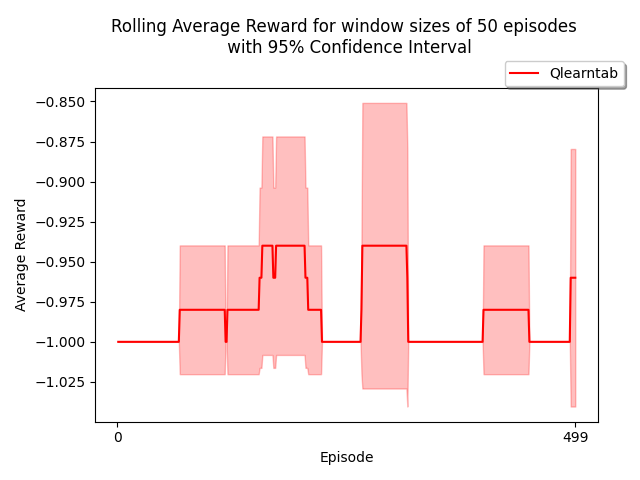 Rolling Average Reward for window sizes of 50 episodes
with 95% Confidence Interval
Qlearntab
−0.850
−0.875
−0.900
−0.925
−0.950
−0.975
−1.000
−1.025
Average Reward
0
499
Episode